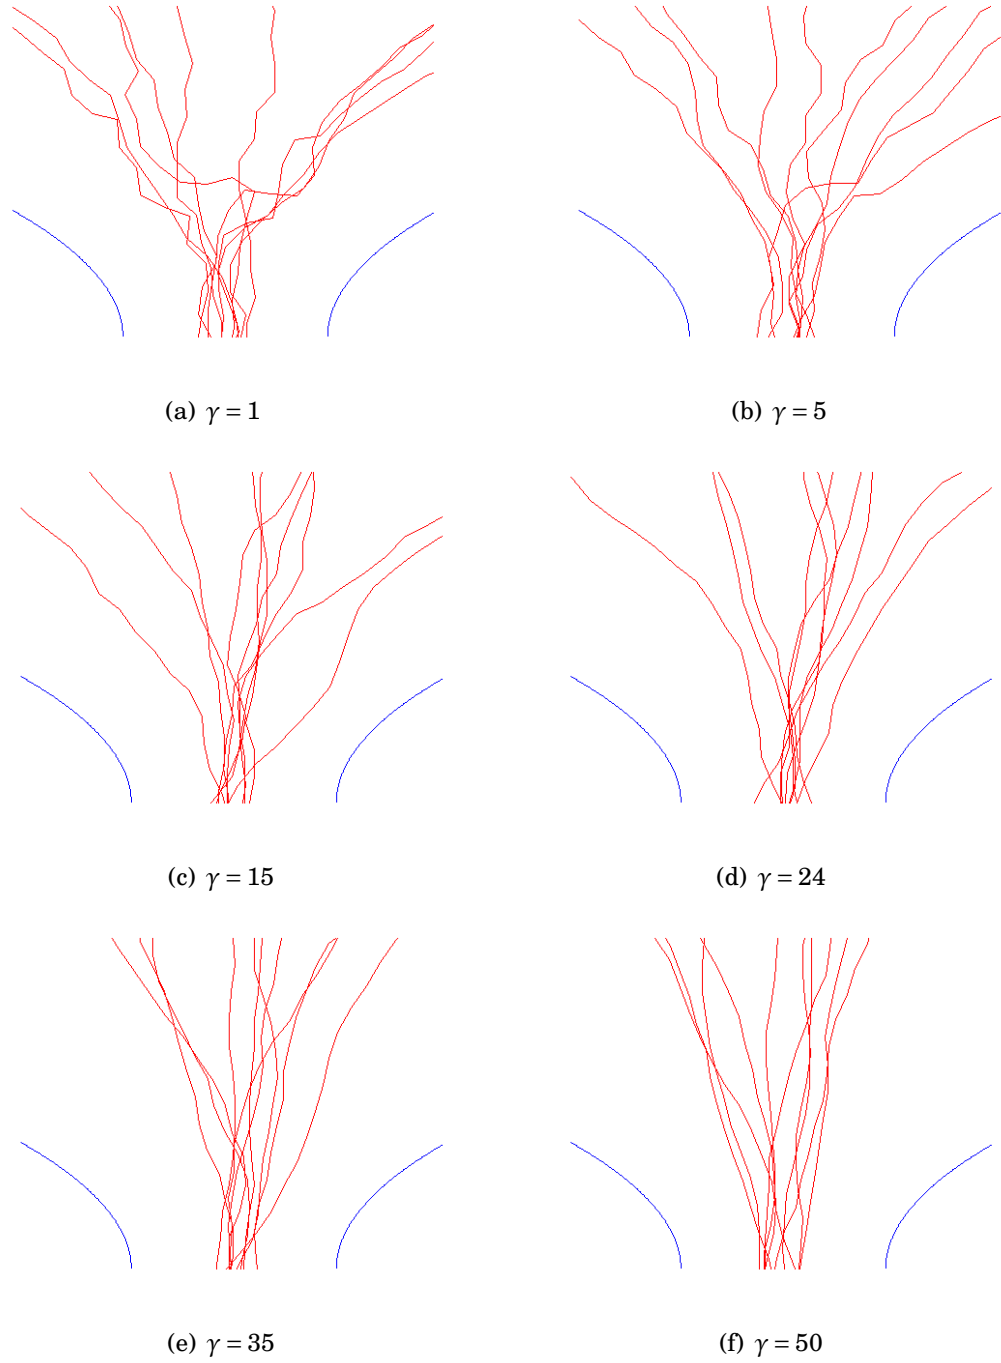 (a) γ = 1
(b) γ = 5
(c) γ = 15
(d) γ = 24
(e) γ = 35
(f) γ = 50